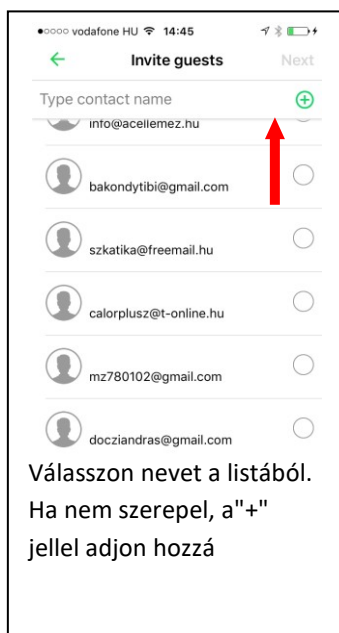 vodafone HU 14:45
Invite guests Next
Type contact name
info@acellemez.hu
bakondytibi@gmail.com
szkatika@freemail.hu
calorplusz@t-online.hu
mz780102@gmail.com
docziandras@gmail.com
Válasszon nevet a listából.
Ha nem szerepel, a"+"
jellel adjon hozzá